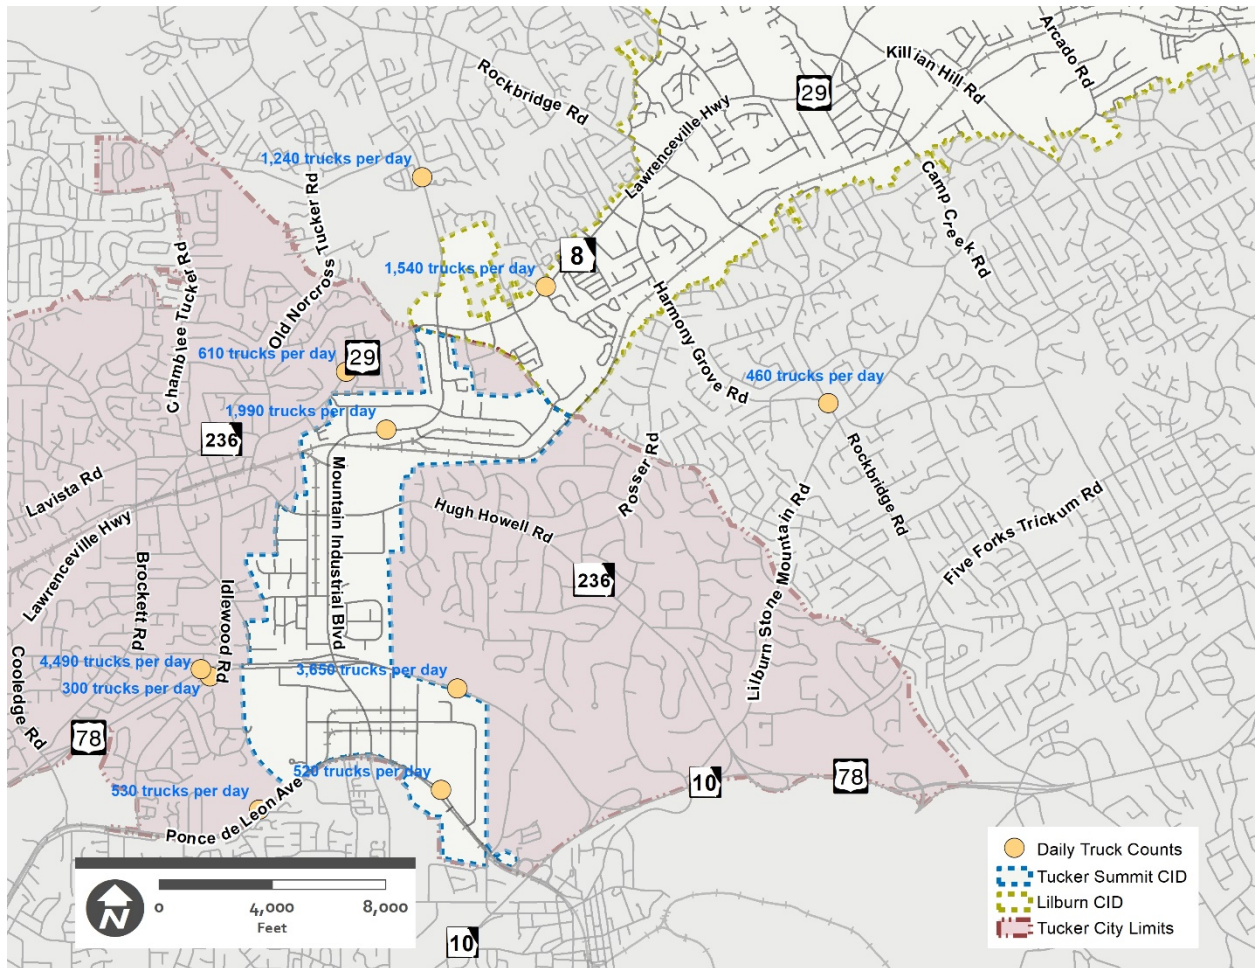 Arcado Rd
Killian Hill Rd
Rockbridge Rd
29
Lawrenceville Hwy
1,240 trucks per day
Camp Creek Rd
Old Norcross Tucker Rd
Chamblee Tucker Rd
8
1,540 trucks per day
Harmony Grove Rd
610 trucks per day
29
460 trucks per day
1,990 trucks per day
236
Rockbridge Rd
Rosser Rd
Lavista Rd
Mountain Industrial Blvd
Hugh Howell Rd
Lawrenceville Hwy
Five Forks Trickum Rd
Lilburn Stone Mountain Rd
Brockett Rd
Idlewood Rd
236
4,490 trucks per day
3,650 trucks per day
300 trucks per day
Cooledge Rd
78
520 trucks per day
10
78
530 trucks per day
Ponce de Leon Ave
N
0 4,000 8,000
Feet
10
Daily Truck Counts
Tucker Summit CID
Lilburn CID
Tucker City Limits